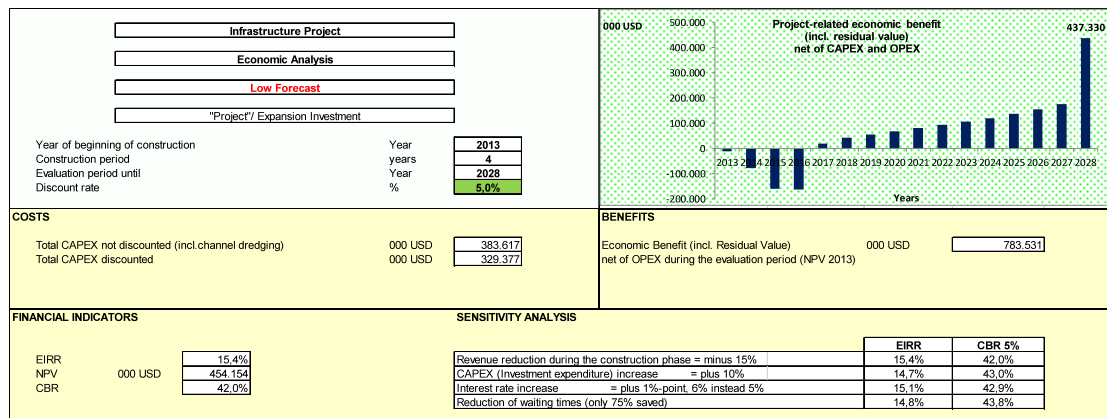 Infrastructure Project
Economic Analysis
Low Forecast
"Project"/ Expansion Investment
Year of beginning of construction Year 2013
Construction period years 4
Evaluation period until Year 2028
Discount rate % 5,0%
000 USD
Project-related economic benefit
(incl. residual value)
net of CAPEX and OPEX
437.330
500.000
400.000
300.000
200.000
100.000
0
-100.000
-200.000
2013 2014 2015 2016 2017 2018 2019 2020 2021 2022 2023 2024 2025 2026 2027 2028
Years
COSTS
Total CAPEX not discounted (incl.channel dredging) 000 USD 383.617
Total CAPEX discounted 000 USD 329.377
BENEFITS
Economic Benefit (incl. Residual Value) 000 USD 783.531
net of OPEX during the evaluation period (NPV 2013)
FINANCIAL INDICATORS
EIRR 15,4%
NPV 000 USD 454.154
CBR 42,0%
SENSITIVITY ANALYSIS
EIRR CBR 5%
Revenue reduction during the construction phase = minus 15% 15,4% 42,0%
CAPEX (Investment expenditure) increase = plus 10% 14,7% 43,0%
Interest rate increase = plus 1%-point, 6% instead 5% 15,1% 42,9%
Reduction of waiting times (only 75% saved) 14,8% 43,8%